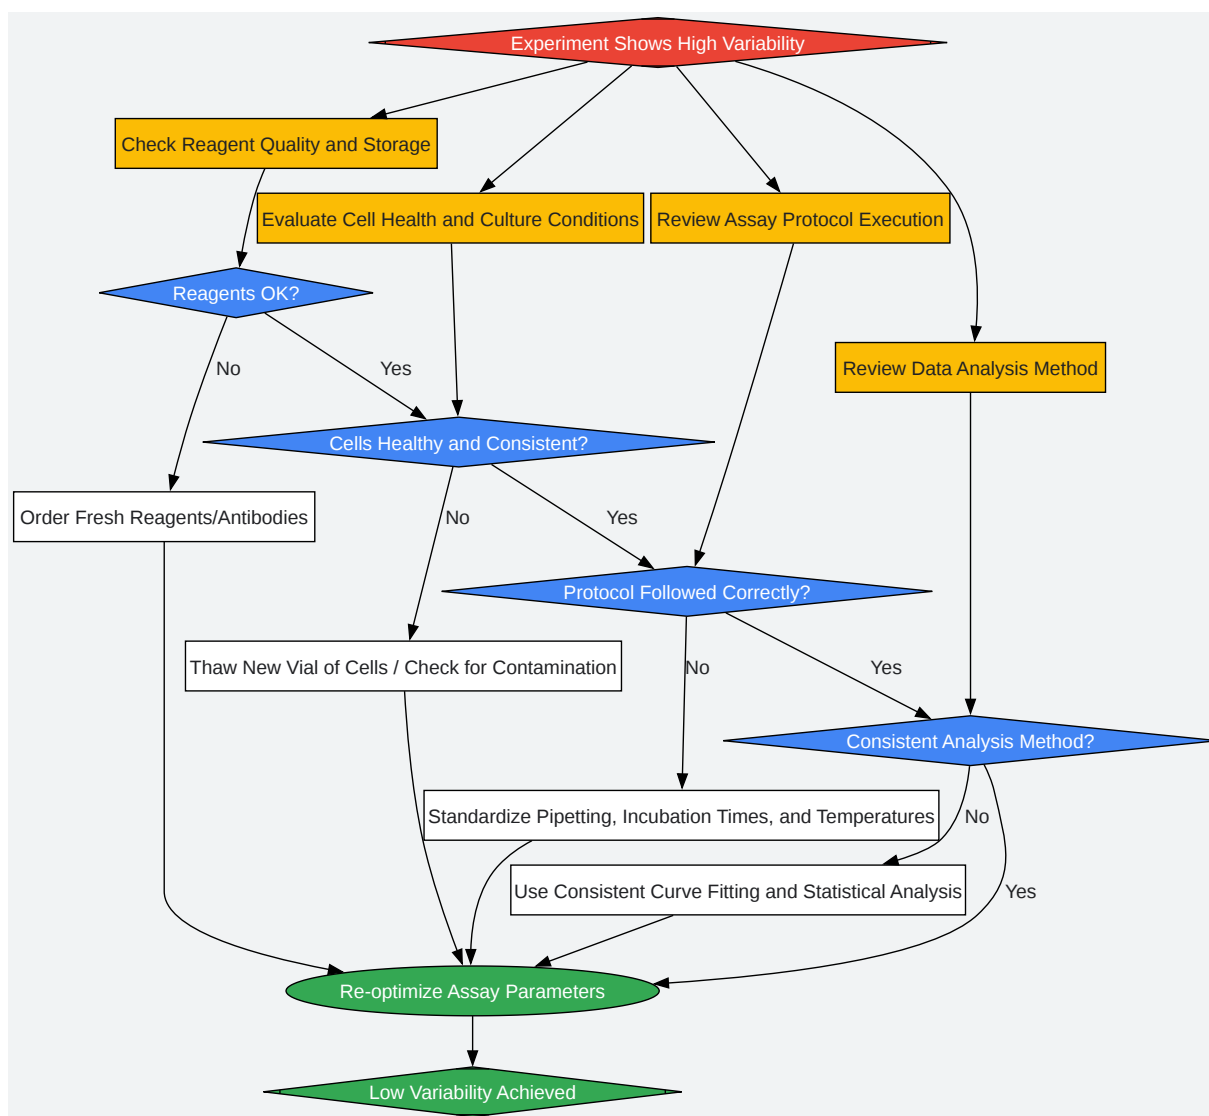 Experiment Shows High Variability
Check Reagent Quality and Storage
Evaluate Cell Health and Culture Conditions
Review Assay Protocol Execution
Reagents OK?
No
Yes
Review Data Analysis Method
Cells Healthy and Consistent?
Order Fresh Reagents/Antibodies
No
Yes
Protocol Followed Correctly?
Thaw New Vial of Cells / Check for Contamination
No
Yes
Consistent Analysis Method?
Standardize Pipetting, Incubation Times, and Temperatures
No
Use Consistent Curve Fitting and Statistical Analysis
Yes
Re-optimize Assay Parameters
Low Variability Achieved